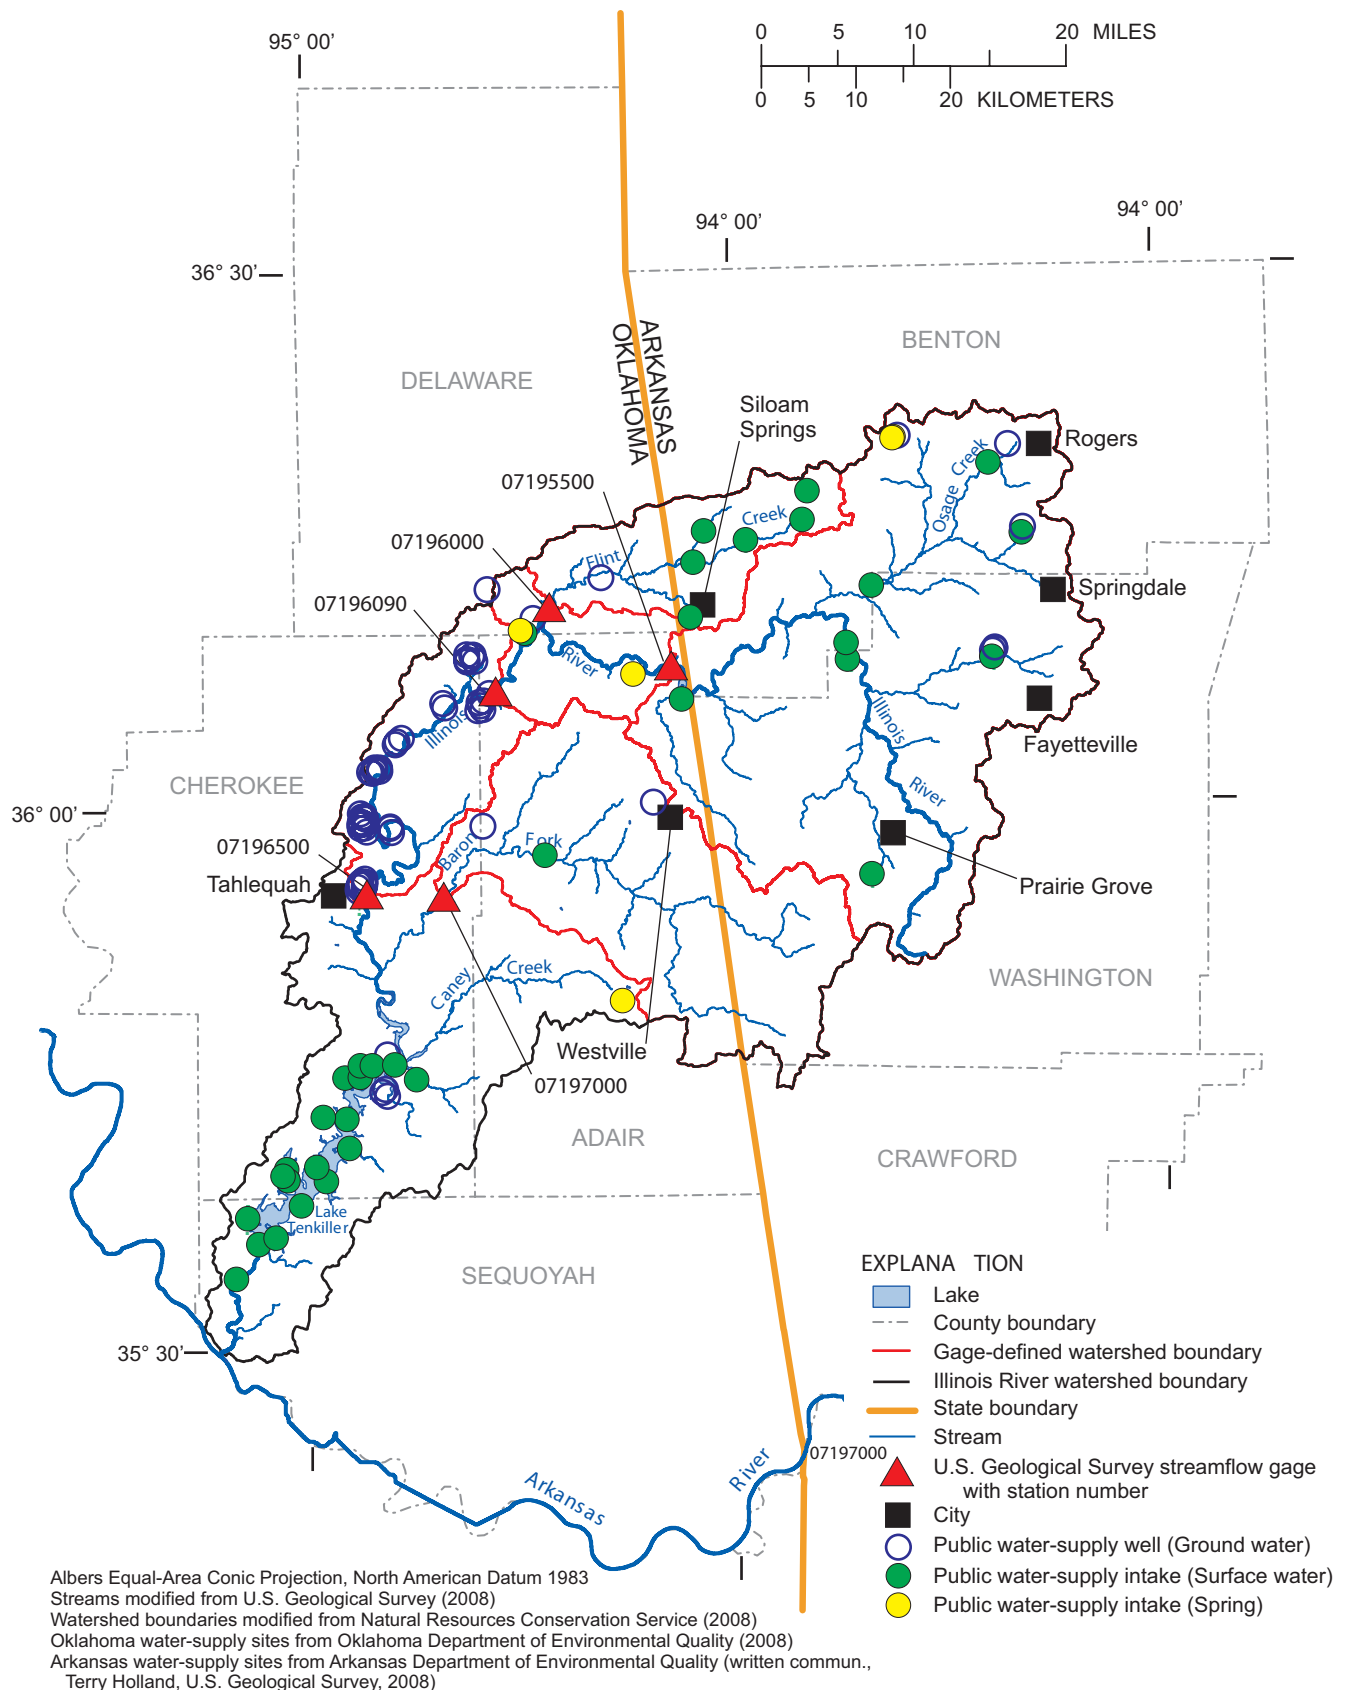 0 5 10 20 MILES
0 5 10 20 KILOMETERS
95° 00’
94° 00’
94° 00’
36° 30’
ARKANSAS
OKLAHOMA
BENTON
DELAWARE
Siloam
Springs
Rogers
Osage Creek
07195500
Creek
Flint
07196000
Springdale
07196090
River
Illinois
Illinois
River
Fayetteville
CHEROKEE
36° 00’
07196500
Baron
Fork
Tahlequah
Prairie Grove
Caney
Creek
WASHINGTON
Westville
07197000
ADAIR
CRAWFORD
Lake
Tenkiller
SEQUOYAH
35° 30’
Arkansas
River
07197000
EXPLANA TION
Lake
County boundary
Gage-defined watershed boundary
Illinois River watershed boundary
State boundary
Stream
U.S. Geological Survey streamflow gage
with station number
City
Public water-supply well (Ground water)
Public water-supply intake (Surface water)
Public water-supply intake (Spring)
Albers Equal-Area Conic Projection, North American Datum 1983
Streams modified from U.S. Geological Survey (2008)
Watershed boundaries modified from Natural Resources Conservation Service (2008)
Oklahoma water-supply sites from Oklahoma Department of Environmental Quality (2008)
Arkansas water-supply sites from Arkansas Department of Environmental Quality (written commun.,
Terry Holland, U.S. Geological Survey, 2008)